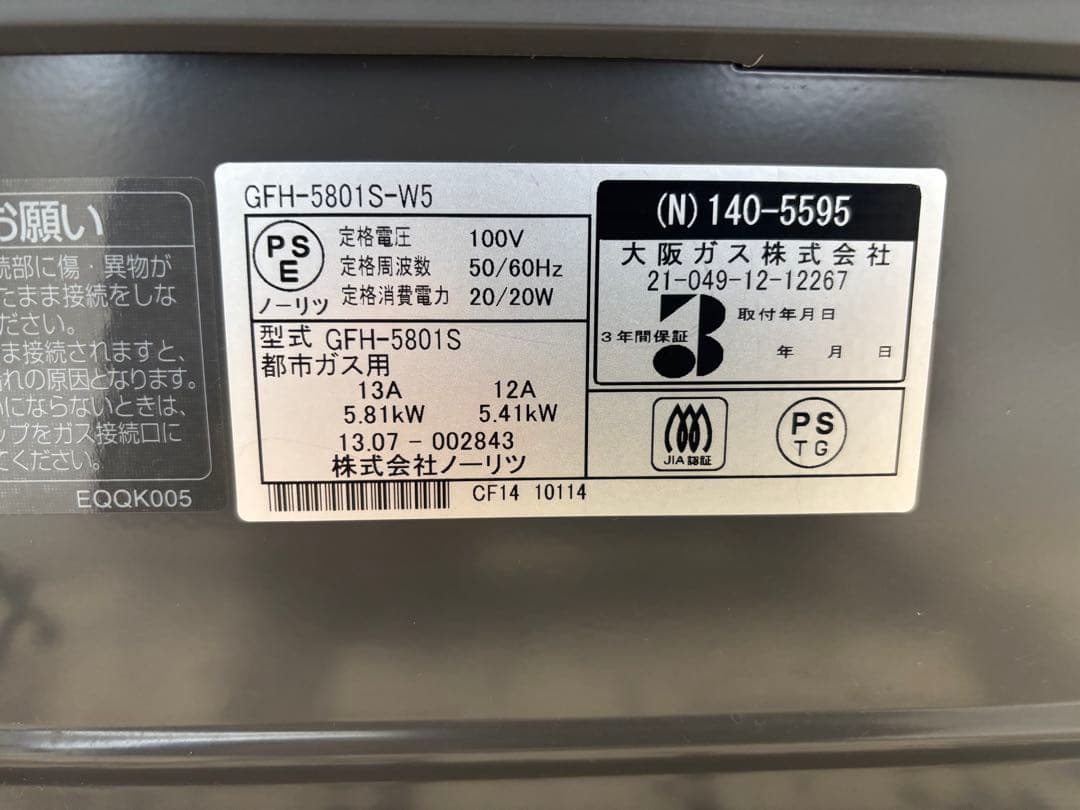 お願い
続部に傷・異物が
たまま接続をしな
ださい。
ま接続されますと、
れの原因となります。
いにならないときは、
ップをガス接続口に
てください。
EQQK005
GFH-5801S-W5
PS
E
ノーリツ
定格電圧 100V
定格周波数 50/60Hz
定格消費電力 20/20W
型式 GFH-5801S
都市ガス用
13A 12A
5.81kW 5.41kW
13.07-002843
株式会社ノーリツ
CF14 10114
(N)140-5595
大阪ガス株式会社
21-049-12-12267
3
3年間保証
取付年月日
年 月 日
JIA認証
PS
TG